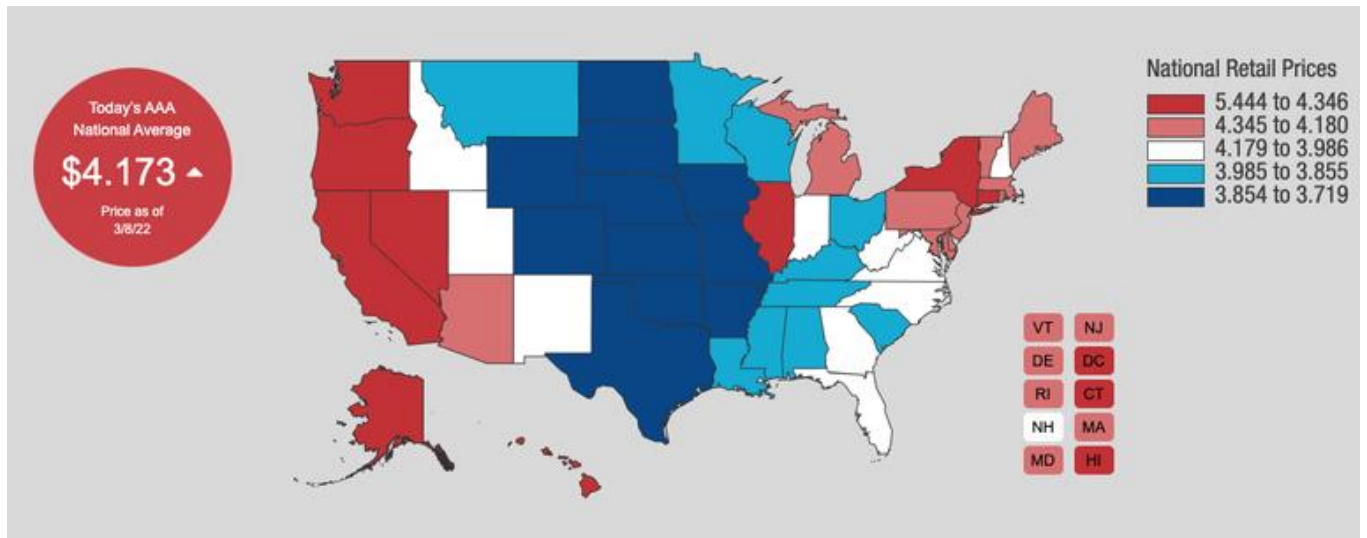 Today's AAA
National Average
$4.173
Price as of
3/8/22
National Retail Prices
5.444 to 4.346
4.345 to 4.180
4.179 to 3.986
3.985 to 3.855
3.854 to 3.719
VT NJ
DE DC
RI CT
NH MA
MD HI